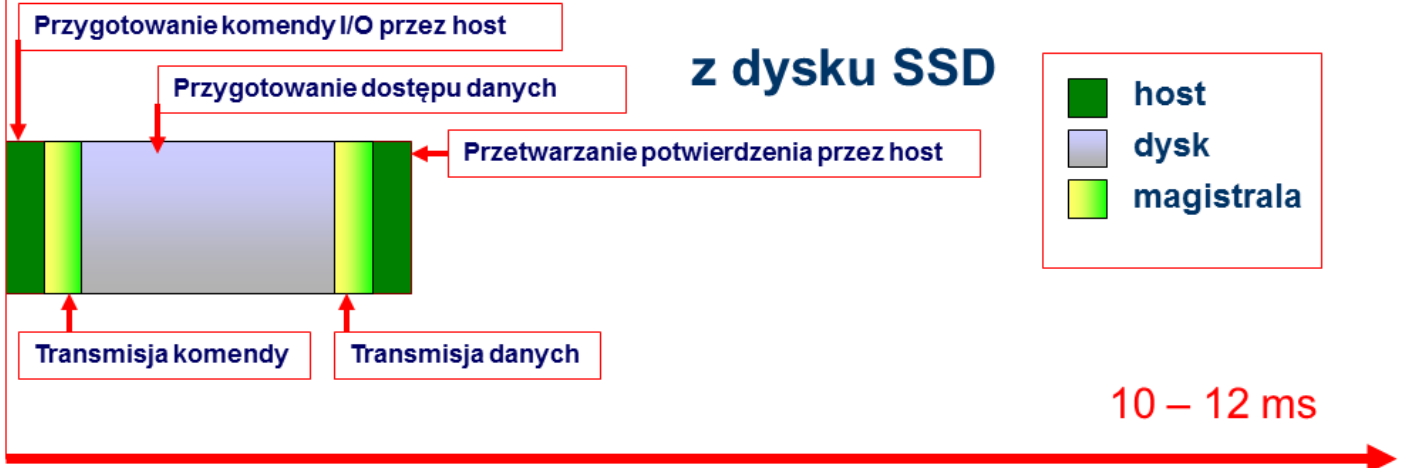 Przygotowanie komendy I/O przez host
z dysku SSD
Przygotowanie dostępu danych
host
dysk
magistrala
Przetwarzanie potwierdzenia przez host
Transmisja komendy
Transmisja danych
10 – 12 ms